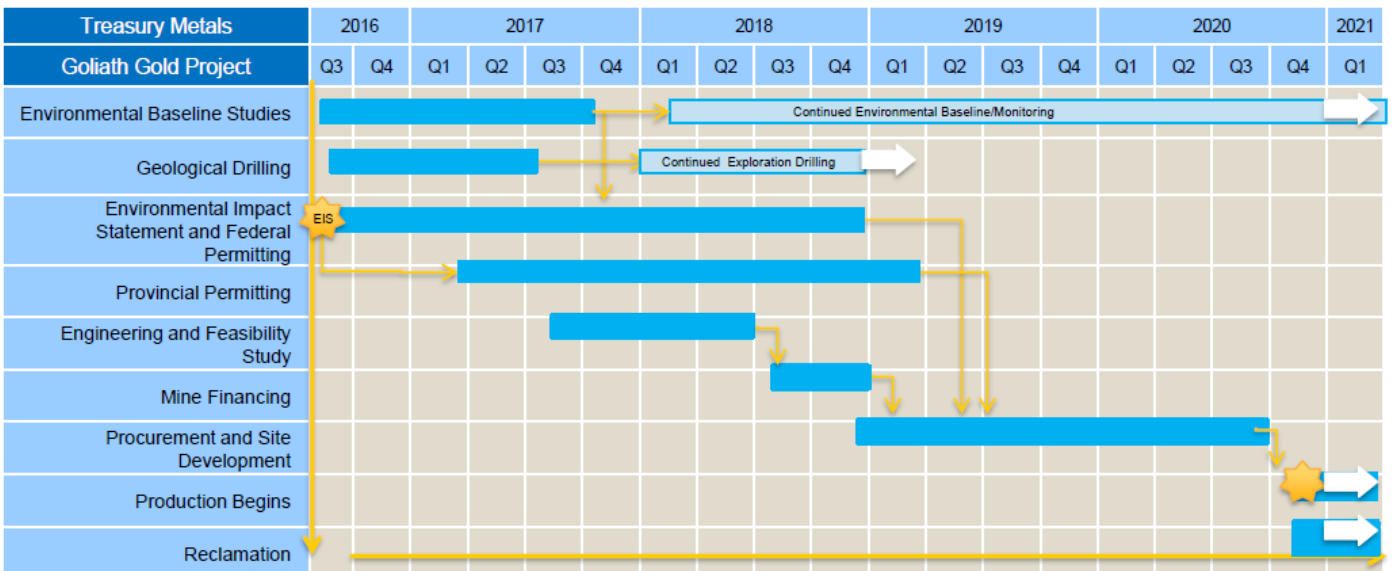 Treasury Metals 2016 2017 2018 2019 2020 2021
Goliath Gold Project Q3 Q4 Q1 Q2 Q3 Q4 Q1 Q2 Q3 Q4 Q1 Q2 Q3 Q4 Q1 Q2 Q3 Q4 Q1
Environmental Baseline Studies
Continued Environmental Baseline/Monitoring
Geological Drilling
Continued Exploration Drilling
Environmental Impact
Statement and Federal
Permitting
EIS
Provincial Permitting
Engineering and Feasibility
Study
Mine Financing
Procurement and Site
Development
Production Begins
Reclamation